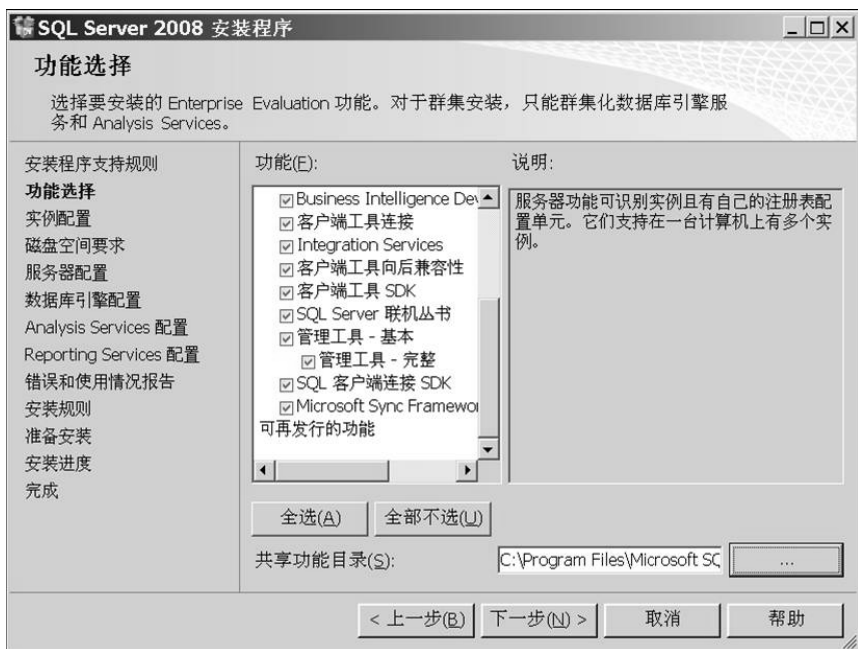 SQL Server 2008 安装程序
功能选择
选择要安装的 Enterprise Evaluation 功能。对于群集安装，只能群集化数据库引擎服
务和 Analysis Services。
安装程序支持规则
功能选择
实例配置
磁盘空间要求
服务器配置
数据库引擎配置
Analysis Services 配置
Reporting Services 配置
错误和使用情况报告
安装规则
准备安装
安装进度
完成
功能(F):
Business Intelligence Dev
客户端工具连接
Integration Services
客户端工具向后兼容性
客户端工具 SDK
SQL Server 联机丛书
管理工具 - 基本
管理工具 - 完整
SQL 客户端连接 SDK
Microsoft Sync Framewor
可再发行的功能
说明:
服务器功能可识别实例且有自己的注册表配
置单元。它们支持在一台计算机上有多个实
例。
全选(A)
全部不选(U)
共享功能目录(S):
C:\Program Files\Microsoft SQ
...
< 上一步(B)
下一步(N) >
取消
帮助